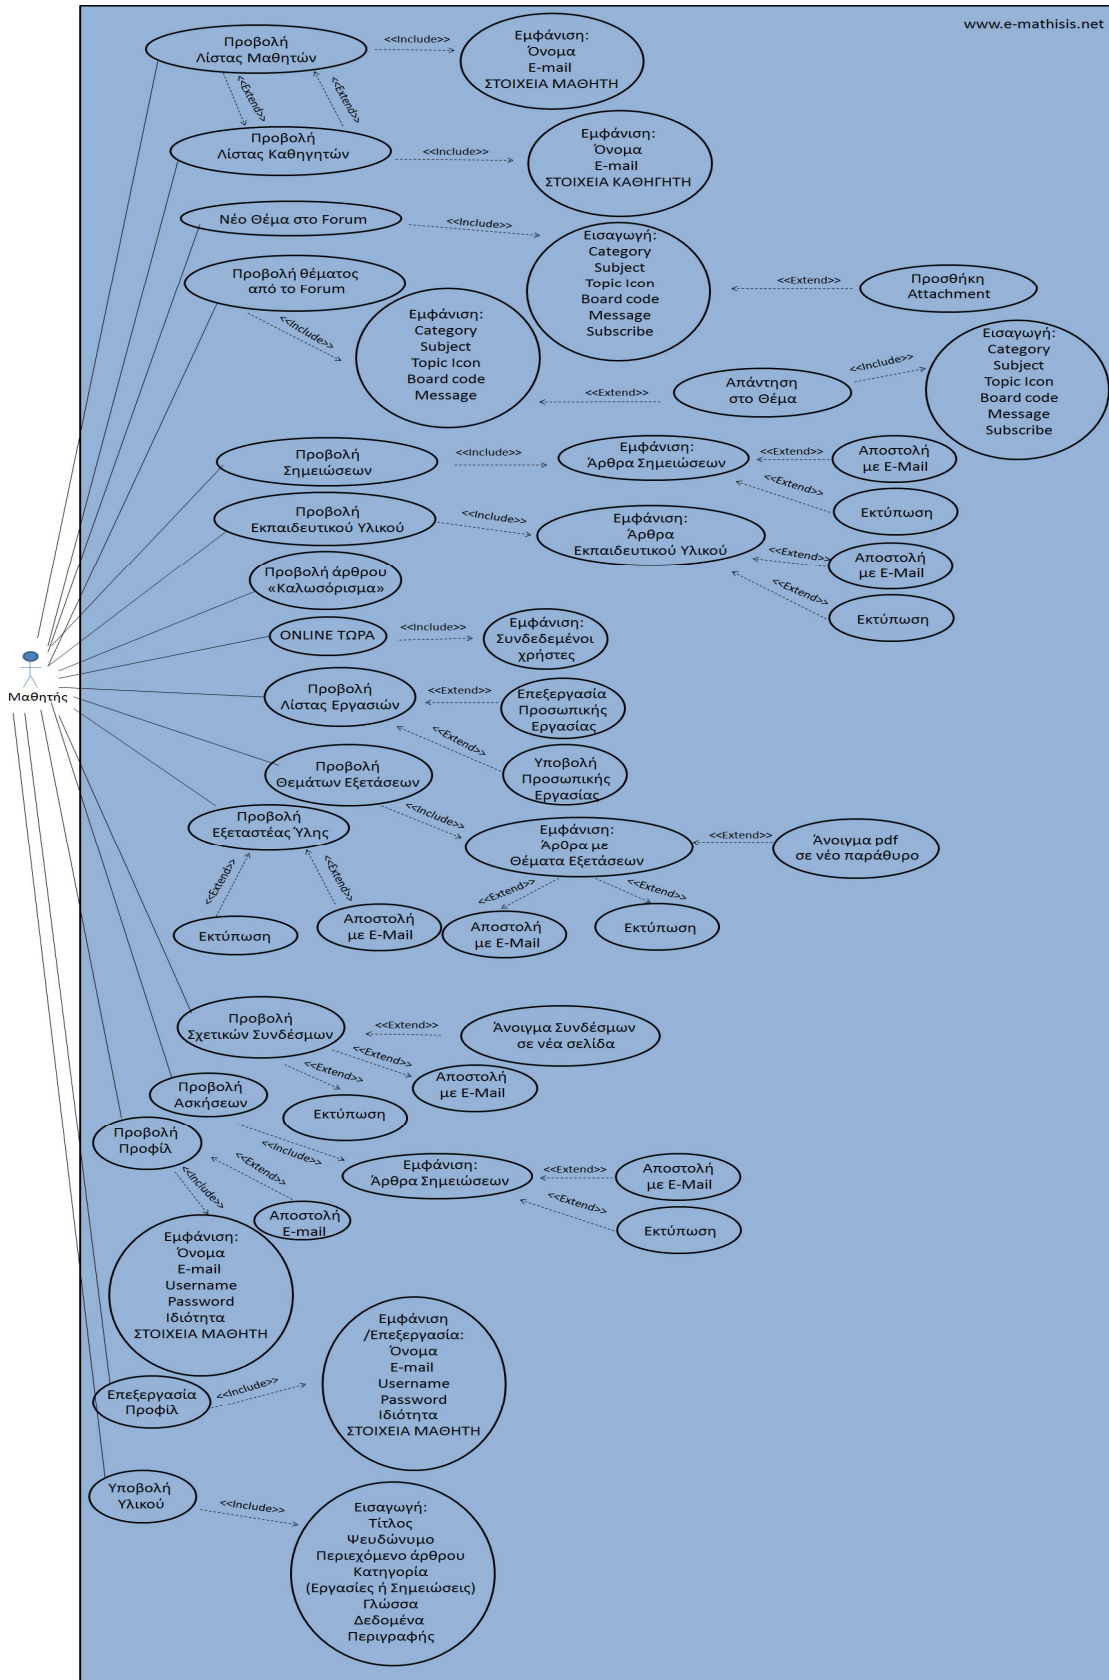 www.e-mathisis.net
Προβολή
Λίστας Μαθητών
<<Include>>
Εμφάνιση:
Όνομα
E-mail
ΣΤΟΙΧΕΙΑ ΜΑΘΗΤΗ
<<Extend>>
<<Extend>>
Προβολή
Λίστας Καθηγητών
<<Include>>
Εμφάνιση:
Όνομα
E-mail
ΣΤΟΙΧΕΙΑ ΚΑΘΗΓΗΤΗ
Νέο Θέμα στο Forum
<<Include>>
Εισαγωγή:
Category
Subject
Topic Icon
Board code
Message
Subscribe
<<Extend>>
Προσθήκη
Attachment
Προβολή θέματος
από το Forum
<<Include>>
Εμφάνιση:
Category
Subject
Topic Icon
Board code
Message
<<Extend>>
Απάντηση
στο Θέμα
<<Include>>
Εισαγωγή:
Category
Subject
Topic Icon
Board code
Message
Subscribe
Προβολή
Σημειώσεων
<<Include>>
Εμφάνιση:
Άρθρα Σημειώσεων
<<Extend>>
Αποστολή
με E-Mail
<<Extend>>
Εκτύπωση
Προβολή
Εκπαιδευτικού Υλικού
<<Include>>
Εμφάνιση:
Άρθρα
Εκπαιδευτικού Υλικού
<<Extend>>
Αποστολή
με E-Mail
<<Extend>>
Εκτύπωση
Προβολή άρθρου
«Καλωσόρισμα»
ONLINE ΤΩΡΑ
<<Include>>
Εμφάνιση:
Συνδεδεμένοι
χρήστες
Μαθητής
Προβολή
Λίστας Εργασιών
<<Extend>>
Επεξεργασία
Προσωπικής
Εργασίας
<<Extend>>
Υποβολή
Προσωπικής
Εργασίας
Προβολή
Θεμάτων Εξετάσεων
<<Include>>
Εμφάνιση:
Άρθρα με
Θέματα Εξετάσεων
<<Extend>>
Άνοιγμα pdf
σε νέο παράθυρο
Προβολή
Εξεταστέας Ύλης
<<Extend>>
<<Extend>>
<<Extend>>
<<Extend>>
Εκτύπωση
Αποστολή
με E-Mail
Αποστολή
με E-Mail
Εκτύπωση
Προβολή
Σχετικών Συνδέσμων
<<Extend>>
Άνοιγμα Συνδέσμων
σε νέα σελίδα
<<Extend>>
Αποστολή
με E-Mail
<<Extend>>
Εκτύπωση
Προβολή
Ασκήσεων
<<Include>>
Εμφάνιση:
Άρθρα Σημειώσεων
<<Extend>>
Αποστολή
με E-Mail
<<Extend>>
Εκτύπωση
Προβολή
Προφίλ
<<Include>>
<<Extend>>
Αποστολή
E-mail
Εμφάνιση:
Όνομα
E-mail
Username
Password
Ιδιότητα
ΣΤΟΙΧΕΙΑ ΜΑΘΗΤΗ
Επεξεργασία
Προφίλ
<<Include>>
Εμφάνιση
/Επεξεργασία:
Όνομα
E-mail
Username
Password
Ιδιότητα
ΣΤΟΙΧΕΙΑ ΜΑΘΗΤΗ
Υποβολή
Υλικού
<<Include>>
Εισαγωγή:
Τίτλος
Ψευδώνυμο
Περιεχόμενο άρθρου
Κατηγορία
(Εργασίες ή Σημειώσεις)
Γλώσσα
Δεδομένα
Περιγραφής